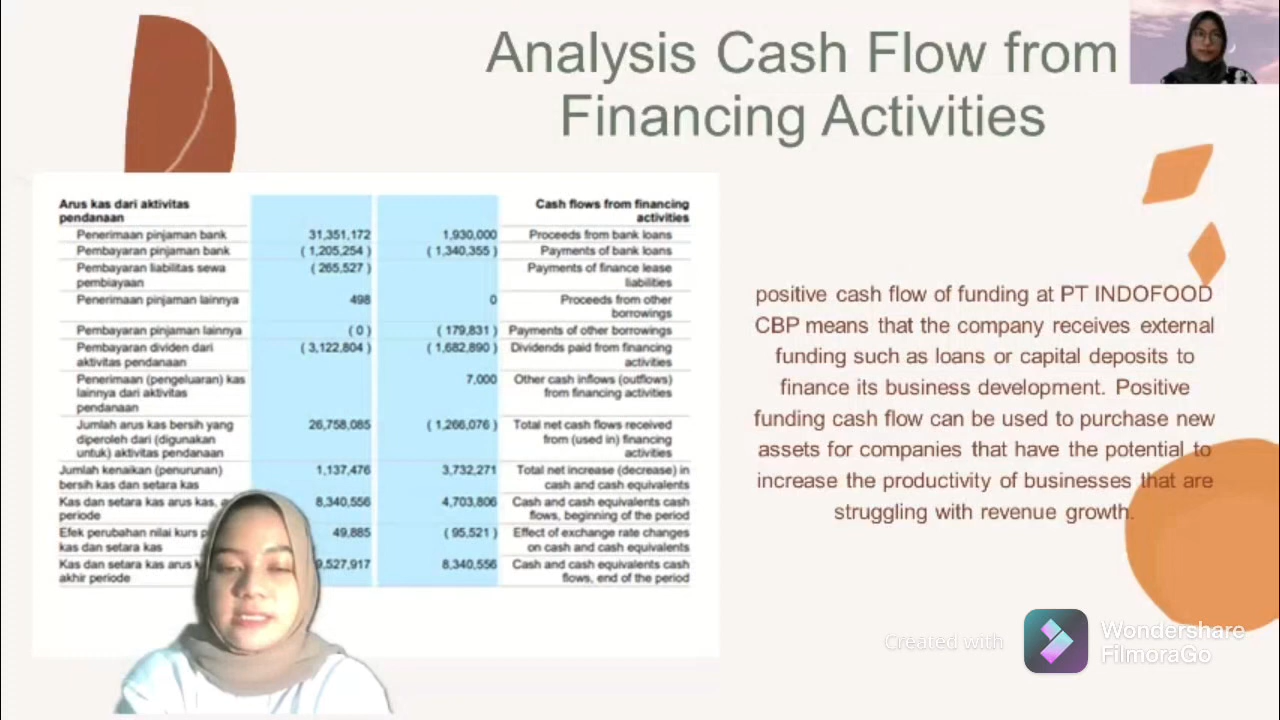 Analysis Cash Flow from
Financing Activities
Arus kas dari aktivitas
pendanaan
Cash flows from financing
activities
Penerimaan pinjaman bank 31,351,172 1,930,000 Proceeds from bank loans
Pembayaran pinjaman bank ( 1,205,254 ) ( 1,340,355 ) Payments of bank loans
Pembayaran liabilitas sewa ( 265,527 ) Payments of finance lease
pembiayaan liabilities
Penerimaan pinjaman lainnya 498 0 Proceeds from other
borrowings
Pembayaran pinjaman lainnya ( 0 ) ( 179,831 ) Payments of other borrowings
Pembayaran dividen dari ( 3,122,804 ) ( 1,682,890 ) Dividends paid from financing
aktivitas pendanaan activities
Penerimaan (pengeluaran) kas 7,000 Other cash inflows (outflows)
lainnya dari aktivitas from financing activities
pendanaan
Jumlah arus kas bersih yang 26,758,085 ( 1,266,076 ) Total net cash flows received
diperoleh dari (digunakan from (used in) financing
untuk) aktivitas pendanaan activities
Jumlah kenaikan (penurunan) 1,137,476 3,732,271 Total net increase (decrease) in
bersih kas dan setara kas cash and cash equivalents
Kas dan setara kas arus kas, 8,340,556 4,703,806 Cash and cash equivalents cash
periode flows, beginning of the period
Efek perubahan nilai kurs 49,885 ( 95,521 ) Effect of exchange rate changes
kas dan setara kas on cash and cash equivalents
Kas dan setara kas arus 9,527,917 8,340,556 Cash and cash equivalents cash
akhir periode flows, end of the period
positive cash flow of funding at PT INDOFOOD
CBP means that the company receives external
funding such as loans or capital deposits to
finance its business development. Positive
funding cash flow can be used to purchase new
assets for companies that have the potential to
increase the productivity of businesses that are
struggling with revenue growth.
Created with
Wondershare
FilmoraGo